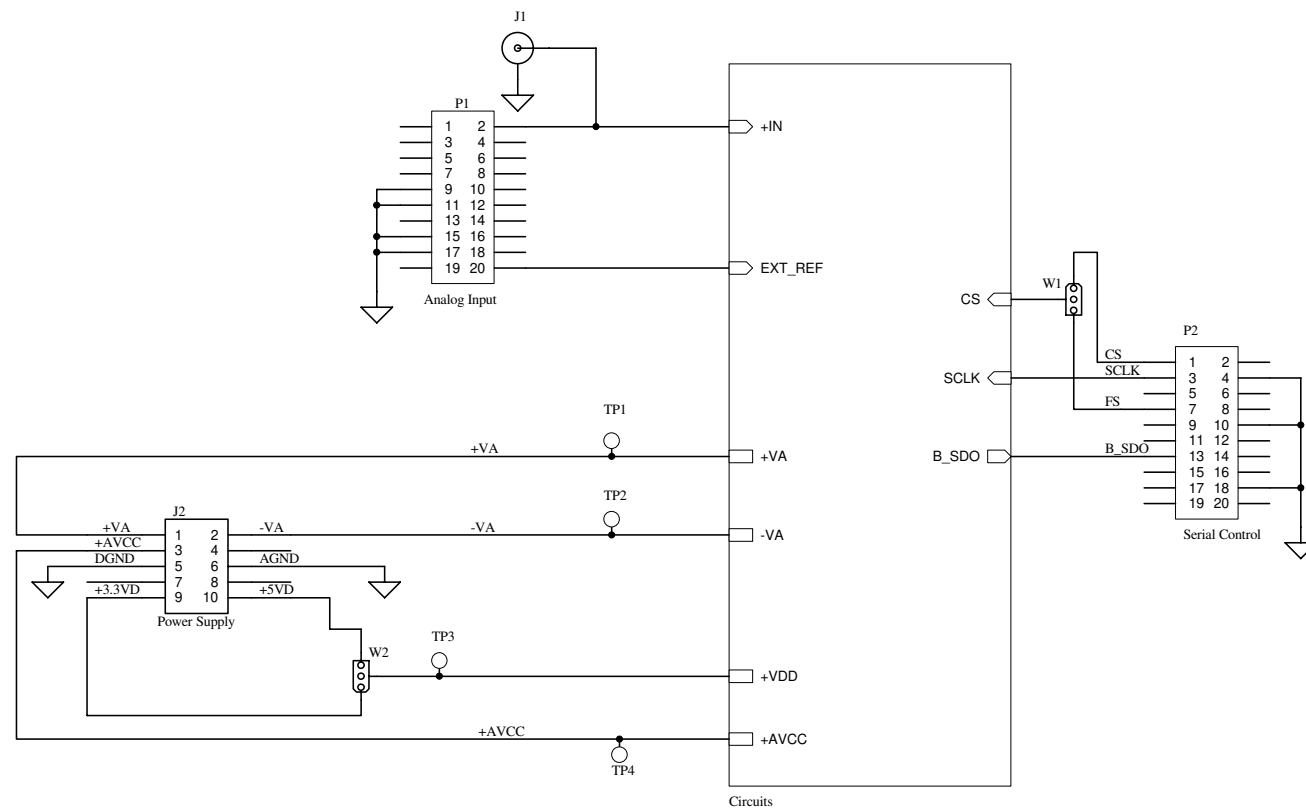 J1
P1
1 2
3 4
5 6
7 8
9 10
11 12
13 14
15 16
17 18
19 20
Analog Input
+IN
EXT_REF
CS
W1
SCLK
B_SDO
P2
CS
SCLK
FS
B_SDO
1 2
3 4
5 6
7 8
9 10
11 12
13 14
15 16
17 18
19 20
Serial Control
TP1
+VA
+VA
TP2
-VA
-VA
J2
+VA 1 2 -VA
+AVCC 3 4
DGND 5 6 AGND
7 8
+3.3VD 9 10 +5VD
Power Supply
W2
TP3
+VDD
+AVCC
+AVCC
TP4
Circuits